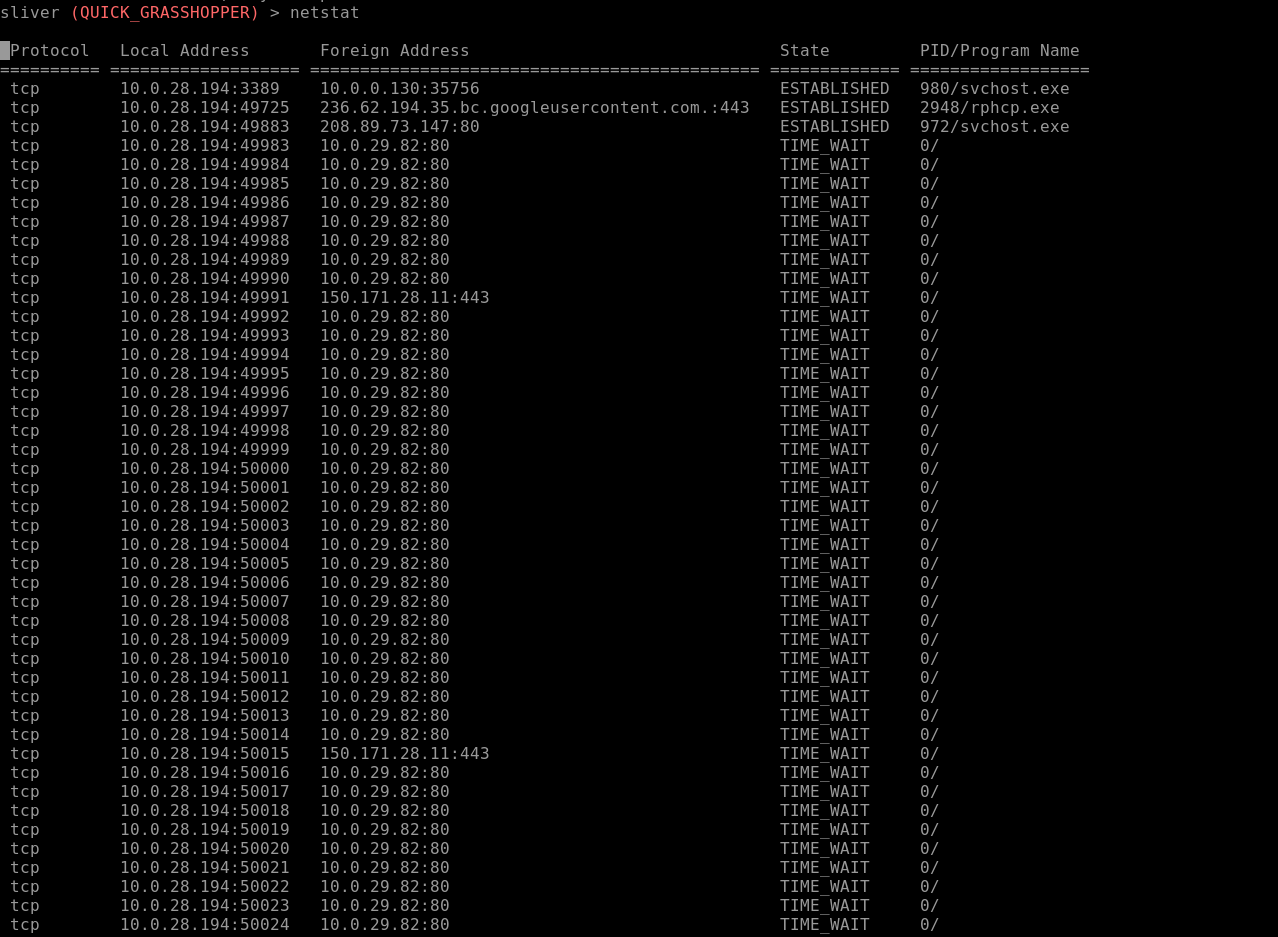 sliver (QUICK_GRASSHOPPER) > netstat
Protocol Local Address Foreign Address State PID/Program Name
========== =================== ============================================= ============= ==================
tcp 10.0.28.194:3389 10.0.0.130:35756 ESTABLISHED 980/svchost.exe
tcp 10.0.28.194:49725 236.62.194.35.bc.googleusercontent.com.:443 ESTABLISHED 2948/rphcp.exe
tcp 10.0.28.194:49883 208.89.73.147:80 ESTABLISHED 972/svchost.exe
tcp 10.0.28.194:49983 10.0.29.82:80 TIME_WAIT 0/
tcp 10.0.28.194:49984 10.0.29.82:80 TIME_WAIT 0/
tcp 10.0.28.194:49985 10.0.29.82:80 TIME_WAIT 0/
tcp 10.0.28.194:49986 10.0.29.82:80 TIME_WAIT 0/
tcp 10.0.28.194:49987 10.0.29.82:80 TIME_WAIT 0/
tcp 10.0.28.194:49988 10.0.29.82:80 TIME_WAIT 0/
tcp 10.0.28.194:49989 10.0.29.82:80 TIME_WAIT 0/
tcp 10.0.28.194:49990 10.0.29.82:80 TIME_WAIT 0/
tcp 10.0.28.194:49991 150.171.28.11:443 TIME_WAIT 0/
tcp 10.0.28.194:49992 10.0.29.82:80 TIME_WAIT 0/
tcp 10.0.28.194:49993 10.0.29.82:80 TIME_WAIT 0/
tcp 10.0.28.194:49994 10.0.29.82:80 TIME_WAIT 0/
tcp 10.0.28.194:49995 10.0.29.82:80 TIME_WAIT 0/
tcp 10.0.28.194:49996 10.0.29.82:80 TIME_WAIT 0/
tcp 10.0.28.194:49997 10.0.29.82:80 TIME_WAIT 0/
tcp 10.0.28.194:49998 10.0.29.82:80 TIME_WAIT 0/
tcp 10.0.28.194:49999 10.0.29.82:80 TIME_WAIT 0/
tcp 10.0.28.194:50000 10.0.29.82:80 TIME_WAIT 0/
tcp 10.0.28.194:50001 10.0.29.82:80 TIME_WAIT 0/
tcp 10.0.28.194:50002 10.0.29.82:80 TIME_WAIT 0/
tcp 10.0.28.194:50003 10.0.29.82:80 TIME_WAIT 0/
tcp 10.0.28.194:50004 10.0.29.82:80 TIME_WAIT 0/
tcp 10.0.28.194:50005 10.0.29.82:80 TIME_WAIT 0/
tcp 10.0.28.194:50006 10.0.29.82:80 TIME_WAIT 0/
tcp 10.0.28.194:50007 10.0.29.82:80 TIME_WAIT 0/
tcp 10.0.28.194:50008 10.0.29.82:80 TIME_WAIT 0/
tcp 10.0.28.194:50009 10.0.29.82:80 TIME_WAIT 0/
tcp 10.0.28.194:50010 10.0.29.82:80 TIME_WAIT 0/
tcp 10.0.28.194:50011 10.0.29.82:80 TIME_WAIT 0/
tcp 10.0.28.194:50012 10.0.29.82:80 TIME_WAIT 0/
tcp 10.0.28.194:50013 10.0.29.82:80 TIME_WAIT 0/
tcp 10.0.28.194:50014 10.0.29.82:80 TIME_WAIT 0/
tcp 10.0.28.194:50015 150.171.28.11:443 TIME_WAIT 0/
tcp 10.0.28.194:50016 10.0.29.82:80 TIME_WAIT 0/
tcp 10.0.28.194:50017 10.0.29.82:80 TIME_WAIT 0/
tcp 10.0.28.194:50018 10.0.29.82:80 TIME_WAIT 0/
tcp 10.0.28.194:50019 10.0.29.82:80 TIME_WAIT 0/
tcp 10.0.28.194:50020 10.0.29.82:80 TIME_WAIT 0/
tcp 10.0.28.194:50021 10.0.29.82:80 TIME_WAIT 0/
tcp 10.0.28.194:50022 10.0.29.82:80 TIME_WAIT 0/
tcp 10.0.28.194:50023 10.0.29.82:80 TIME_WAIT 0/
tcp 10.0.28.194:50024 10.0.29.82:80 TIME_WAIT 0/